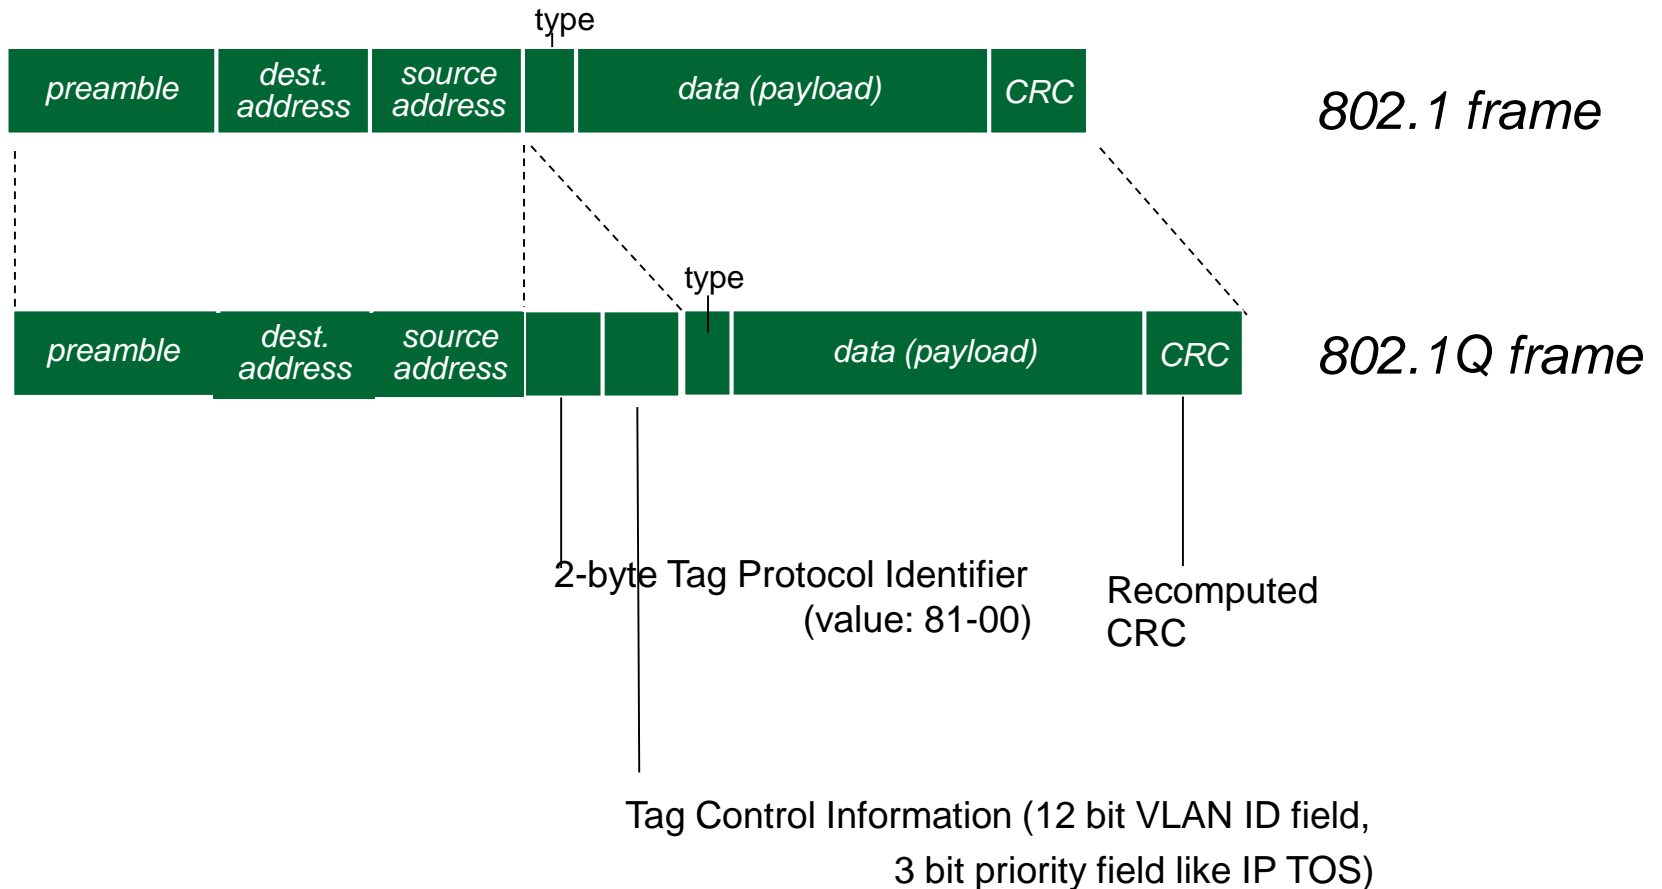 type
preamble
dest.
address
source
address
data (payload)
CRC
802.1 frame
type
preamble
dest.
address
source
address
data (payload)
CRC
802.1Q frame
2-byte Tag Protocol Identifier
(value: 81-00)
Recomputed
CRC
Tag Control Information (12 bit VLAN ID field,
3 bit priority field like IP TOS)